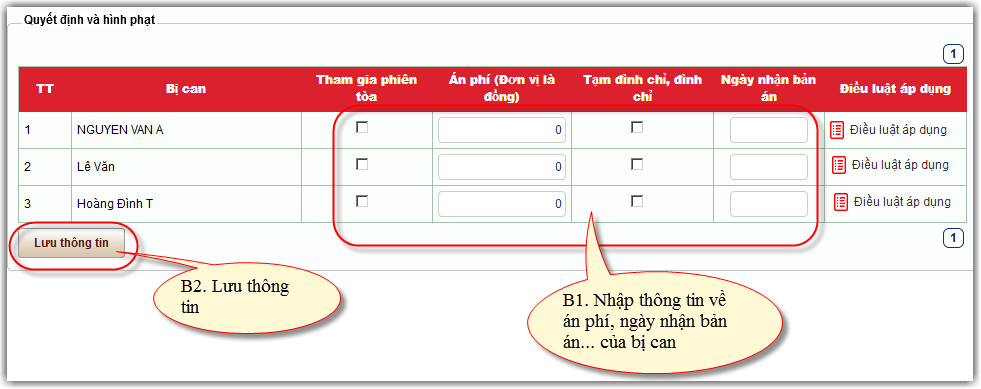 Quyết định và hình phạt
1
TT Bị can Tham gia phiên tòa Án phí (Đơn vị là đồng) Tạm đình chỉ, đình chỉ Ngày nhận bản án Điều luật áp dụng
1 NGUYEN VAN A 0 Điều luật áp dụng
2 Lê Văn 0 Điều luật áp dụng
3 Hoàng Đình T 0 Điều luật áp dụng
Lưu thông tin
1
B2. Lưu thông
tin
B1. Nhập thông tin về
án phí, ngày nhận bản
án... của bị can